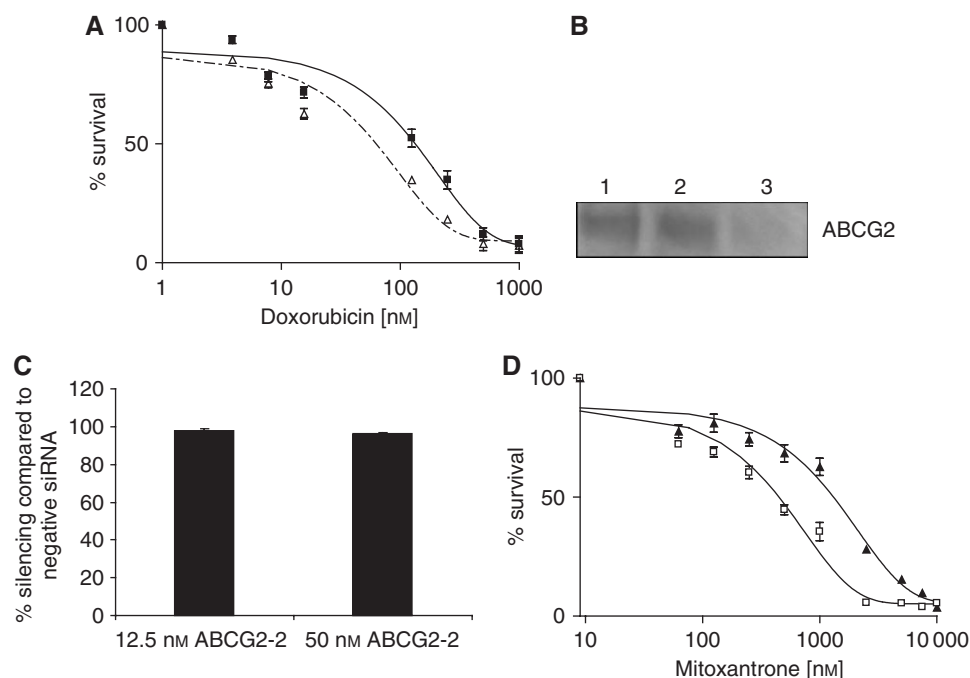 A
100
50
0
% survival
1
10
100
1000
Doxorubicin [nM]
B
1 2 3
ABCG2
C
120
100
80
60
40
20
0
% silencing compared to
negative siRNA
12.5 nM ABCG2-2
50 nM ABCG2-2
D
100
50
0
% survival
10
100
1000
10 000
Mitoxantrone [nM]